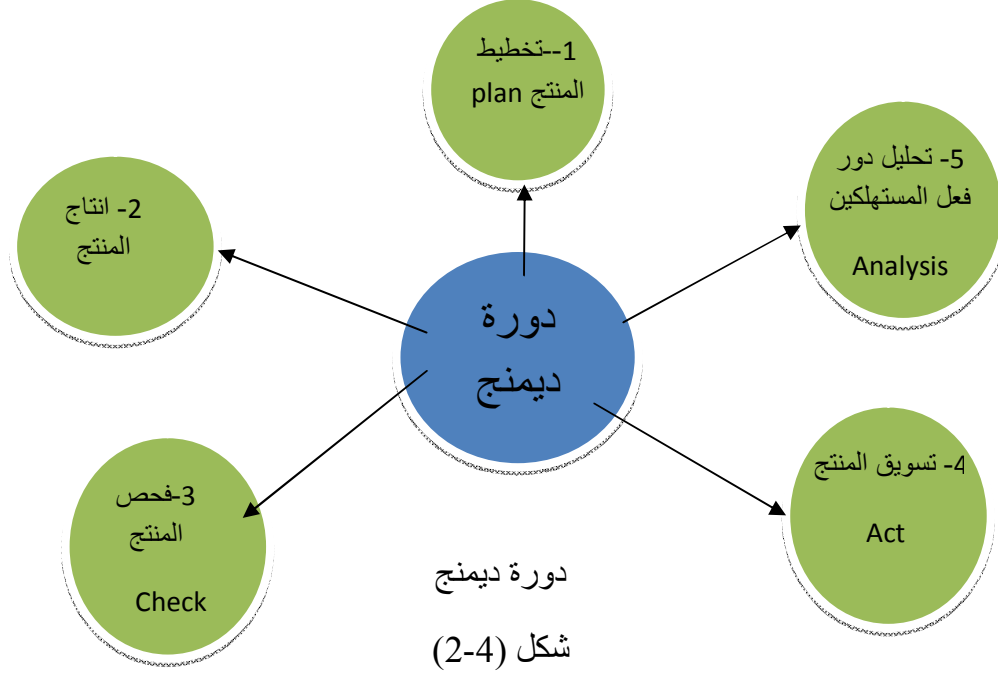 1--تخطيط
المنتج plan
2- انتاج
المنتج
3-فحص
المنتج
Check
4- تسويق المنتج
Act
5- تحليل دور
فعل المستهلكين
Analysis
دورة
ديمنج
دورة ديمنج
شكل (4-2)